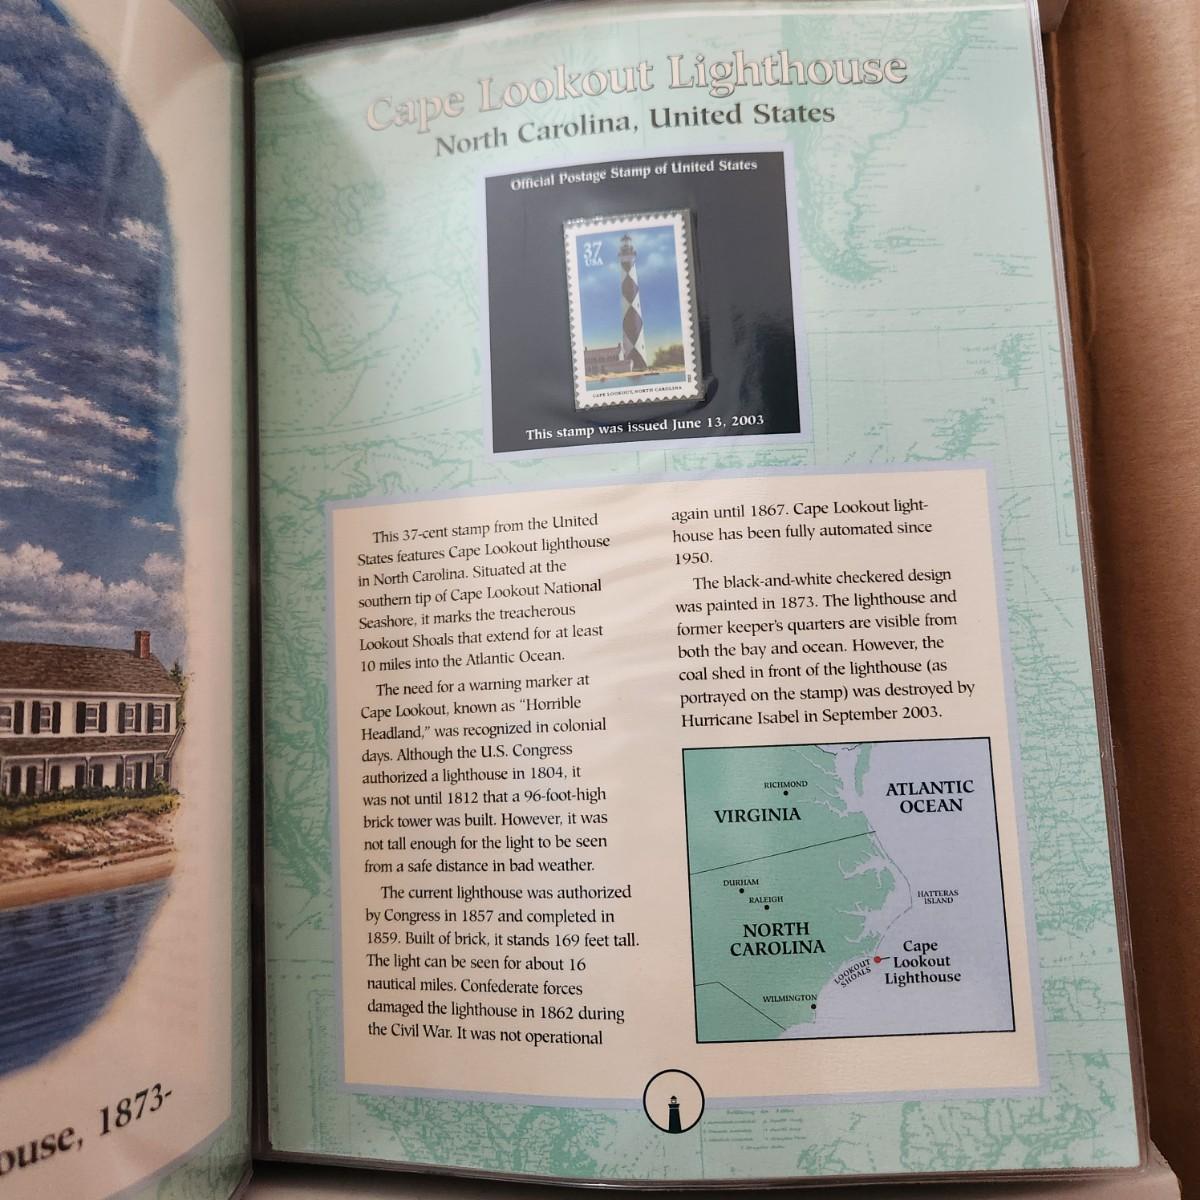 Cape Lookout Lighthouse
North Carolina, United States
Official Postage Stamp of United States
37
USA
CAPE LOOKOUT, NORTH CAROLINA
This stamp was issued June 13, 2003
This 37-cent stamp from the United
States features Cape Lookout lighthouse
in North Carolina. Situated at the
southern tip of Cape Lookout National
Seashore, it marks the treacherous
Lookout Shoals that extend for at least
10 miles into the Atlantic Ocean.
The need for a warning marker at
Cape Lookout, known as “Horrible
Headland,” was recognized in colonial
days. Although the U.S. Congress
authorized a lighthouse in 1804, it
was not until 1812 that a 96-foot-high
brick tower was built. However, it was
not tall enough for the light to be seen
from a safe distance in bad weather.
The current lighthouse was authorized
by Congress in 1857 and completed in
1859. Built of brick, it stands 169 feet tall.
The light can be seen for about 16
nautical miles. Confederate forces
damaged the lighthouse in 1862 during
the Civil War. It was not operational
again until 1867. Cape Lookout light-
house has been fully automated since
1950.
The black-and-white checkered design
was painted in 1873. The lighthouse and
former keeper's quarters are visible from
both the bay and ocean. However, the
coal shed in front of the lighthouse (as
portrayed on the stamp) was destroyed by
Hurricane Isabel in September 2003.
RICHMOND
VIRGINIA
ATLANTIC
OCEAN
DURHAM
RALEIGH
HATTERAS
ISLAND
NORTH
CAROLINA
LOOKOUT
SHOALS
Cape
Lookout
Lighthouse
WILMINGTON
ouse, 1873-